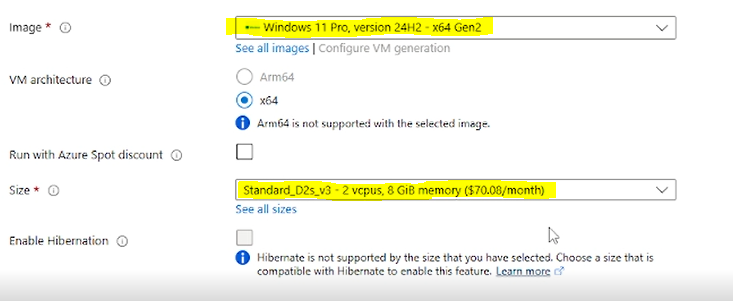 Image *
Windows 11 Pro, version 24H2 - x64 Gen2
See all images | Configure VM generation
VM architecture
Arm64
x64
Arm64 is not supported with the selected image.
Run with Azure Spot discount
Size *
Standard_D2s_v3 - 2 vcpus, 8 GiB memory ($70.08/month)
See all sizes
Enable Hibernation
Hibernate is not supported by the size that you have selected. Choose a size that is
compatible with Hibernate to enable this feature. Learn more